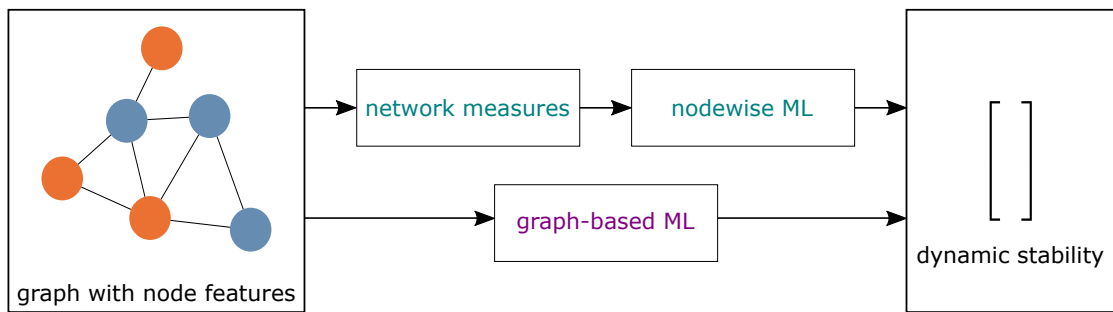 network measures
nodewise ML
graph-based ML
graph with node features
dynamic stability